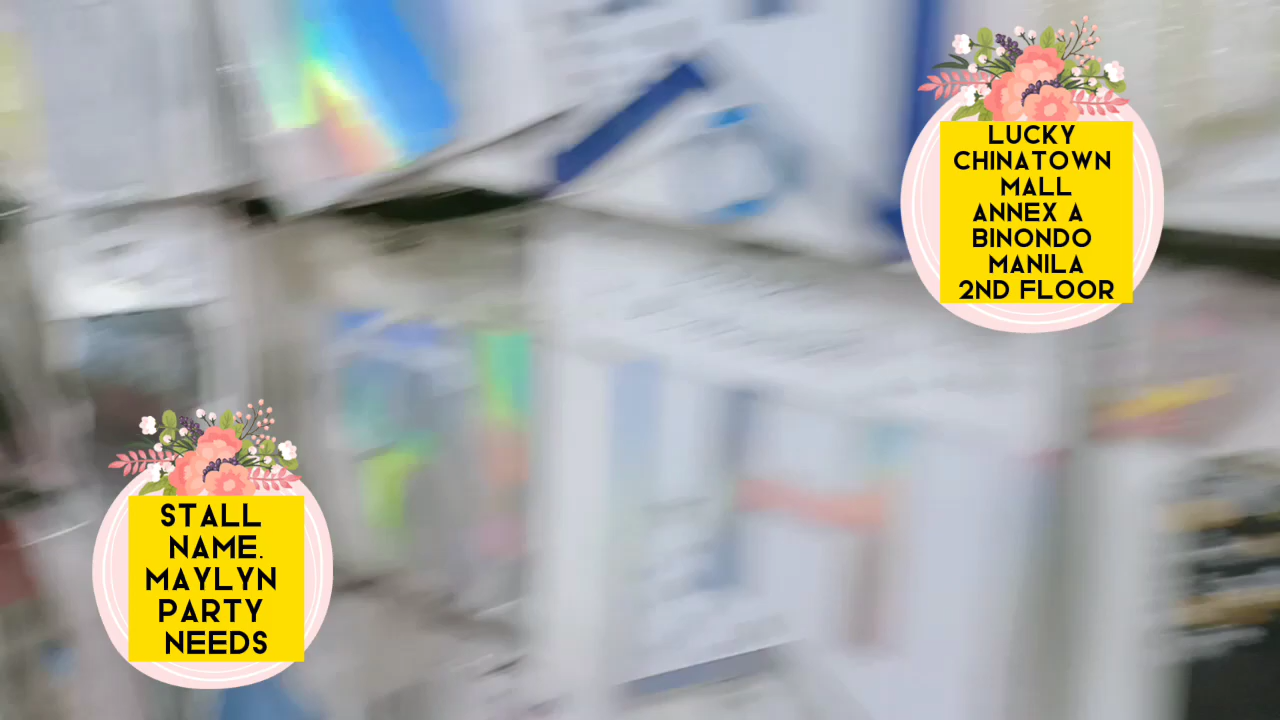 LUCKY
CHINATOWN
MALL
ANNEX A
BINONDO
MANILA
2ND FLOOR
STALL
NAME.
MAYLYN
PARTY
NEEDS